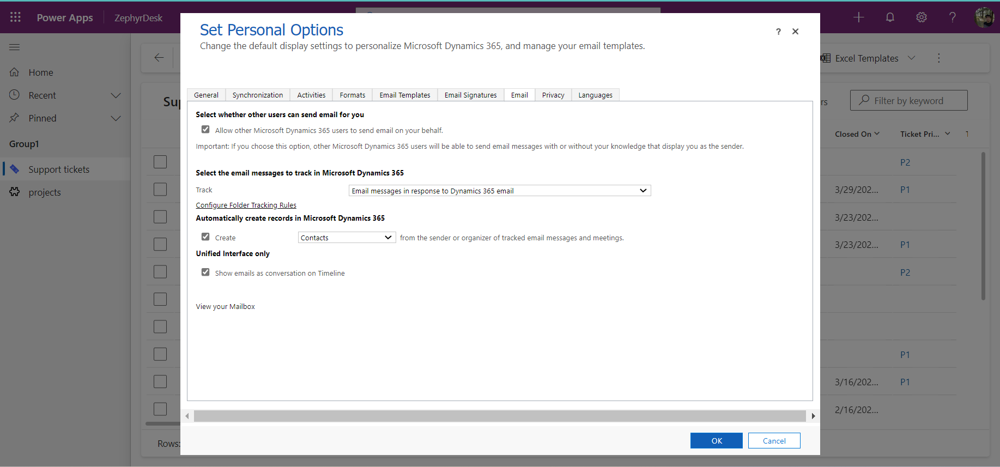 Power Apps ZephyrDesk
Set Personal Options
Change the default display settings to personalize Microsoft Dynamics 365, and manage your email templates.
Home
Recent
Pinned
Group1
Support tickets
projects
Excel Templates
Filter by keyword
Closed On Ticket Pri...
General Synchronization Activities Formats Email Templates Email Signatures Email Privacy Languages
Select whether other users can send email for you
Allow other Microsoft Dynamics 365 users to send email on your behalf.
Important: If you choose this option, other Microsoft Dynamics 365 users will be able to send email messages with or without your knowledge that display you as the sender.
Select the email messages to track in Microsoft Dynamics 365
Track Email messages in response to Dynamics 365 email
Configure Folder Tracking Rules
Automatically create records in Microsoft Dynamics 365
Create Contacts from the sender or organizer of tracked email messages and meetings.
Unified Interface only
Show emails as conversation on Timeline
View your Mailbox
P2
3/29/202... P1
3/23/202...
3/23/202... P1
P2
P1
3/16/202... P1
2/16/202...
Rows:
OK Cancel